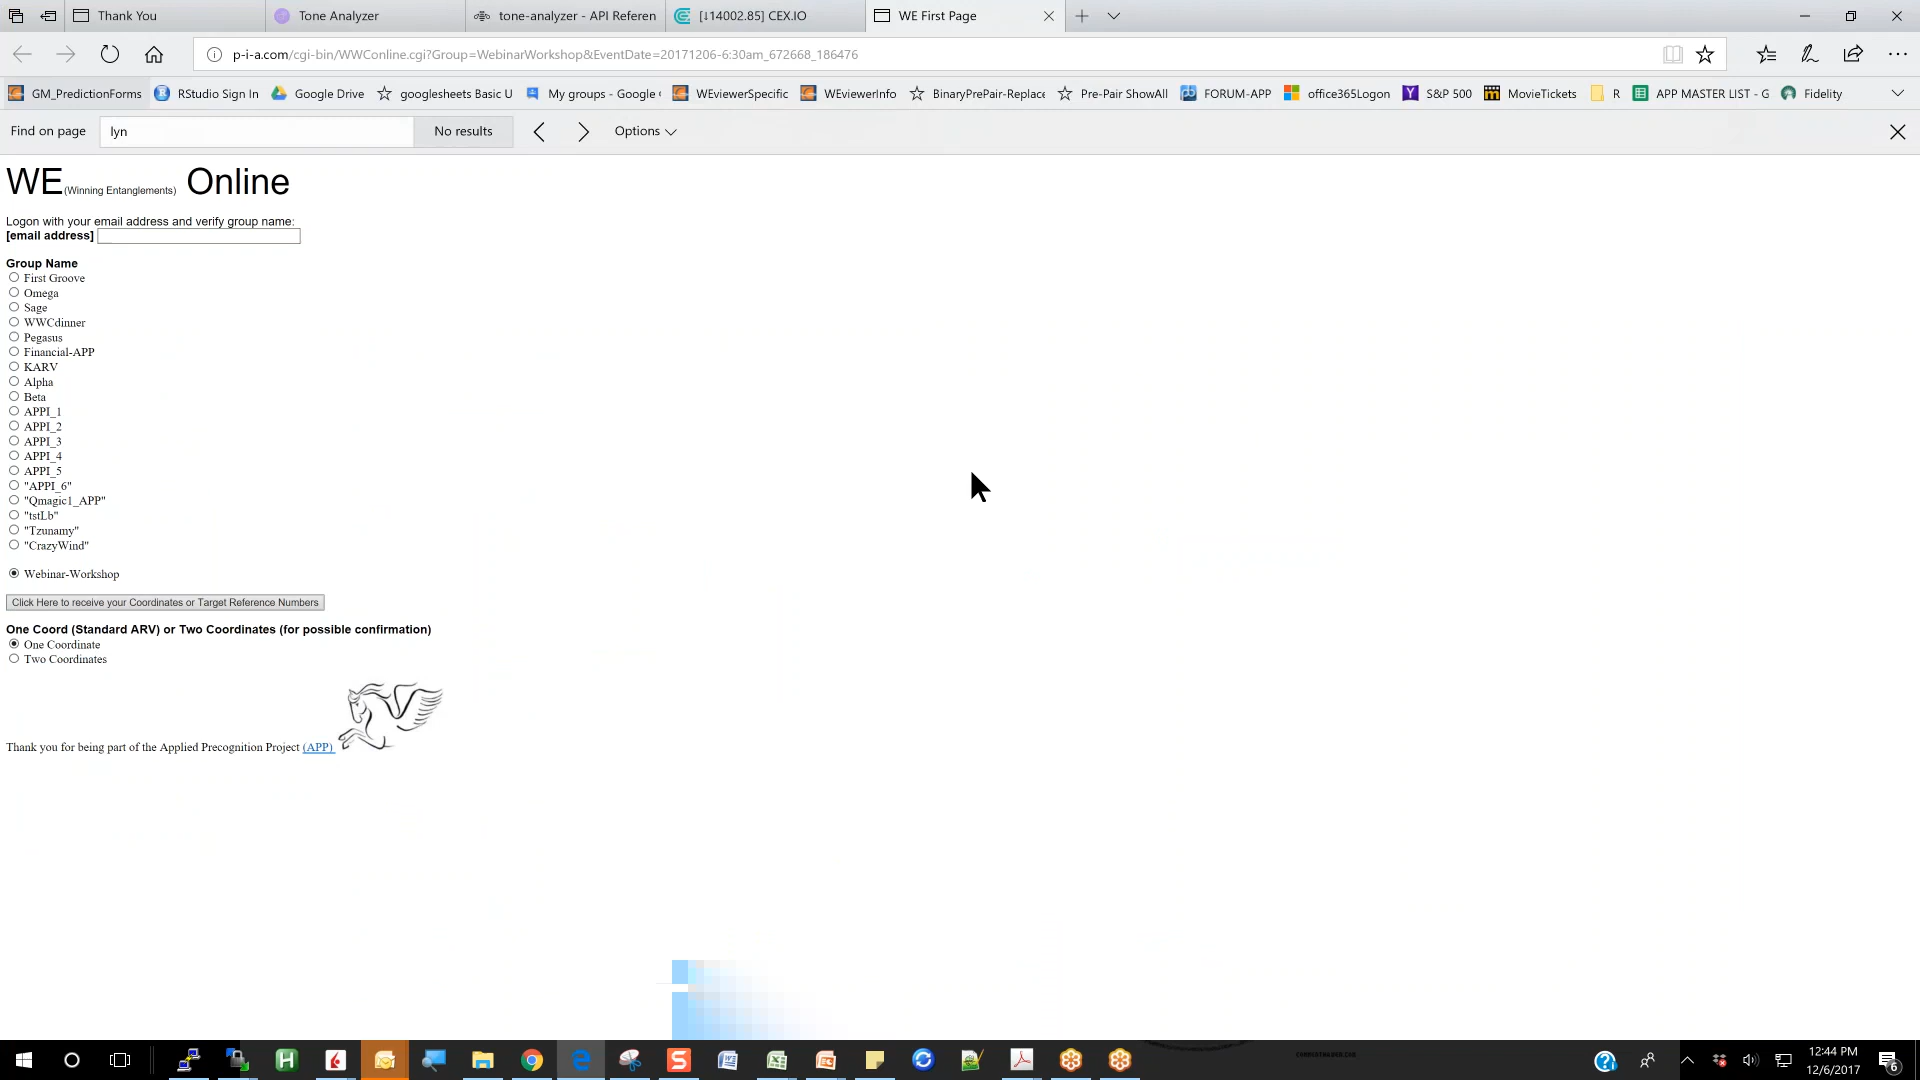 Thank You
Tone Analyzer
tone-analyzer - API Referen
[↓14002.85] CEX.IO
WE First Page
p-i-a.com/cgi-bin/WWConline.cgi?Group=WebinarWorkshop&EventDate=20171206-6:30am_672668_186476
GM_PredictionForms
RStudio Sign In
Google Drive
googlesheets Basic U
My groups - Google
WEviewerSpecific
WEviewerInfo
BinaryPrePair-Replace
Pre-Pair ShowAll
FORUM-APP
office365Logon
S&P 500
MovieTickets
R
APP MASTER LIST - G
Fidelity
Find on page
lyn
No results
Options
WE(Winning Entanglements) Online
Logon with your email address and verify group name:
[email address]
Group Name
First Groove
Omega
Sage
WWCdinner
Pegasus
Financial-APP
KARV
Alpha
Beta
APPI_1
APPI_2
APPI_3
APPI_4
APPI_5
"APPI_6"
"Qmagic1_APP"
"tstLb"
"Tzunamy"
"CrazyWind"
Webinar-Workshop
Click Here to receive your Coordinates or Target Reference Numbers
One Coord (Standard ARV) or Two Coordinates (for possible confirmation)
One Coordinate
Two Coordinates
Thank you for being part of the Applied Precognition Project (APP)
12:44 PM
12/6/2017
6